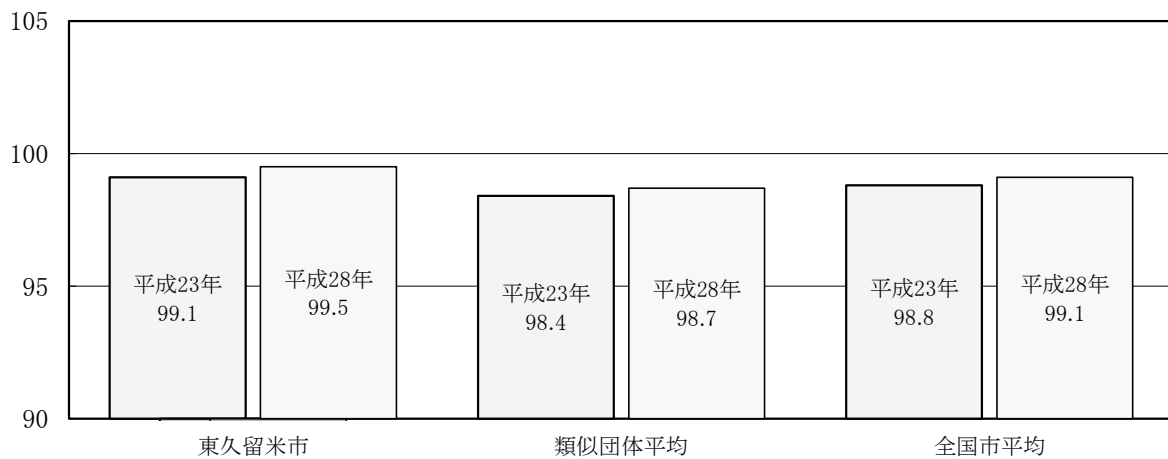 105
100
95
90
平成23年
99.1
平成28年
99.5
平成23年
98.4
平成28年
98.7
平成23年
98.8
平成28年
99.1
東久留米市
類似団体平均
全国市平均